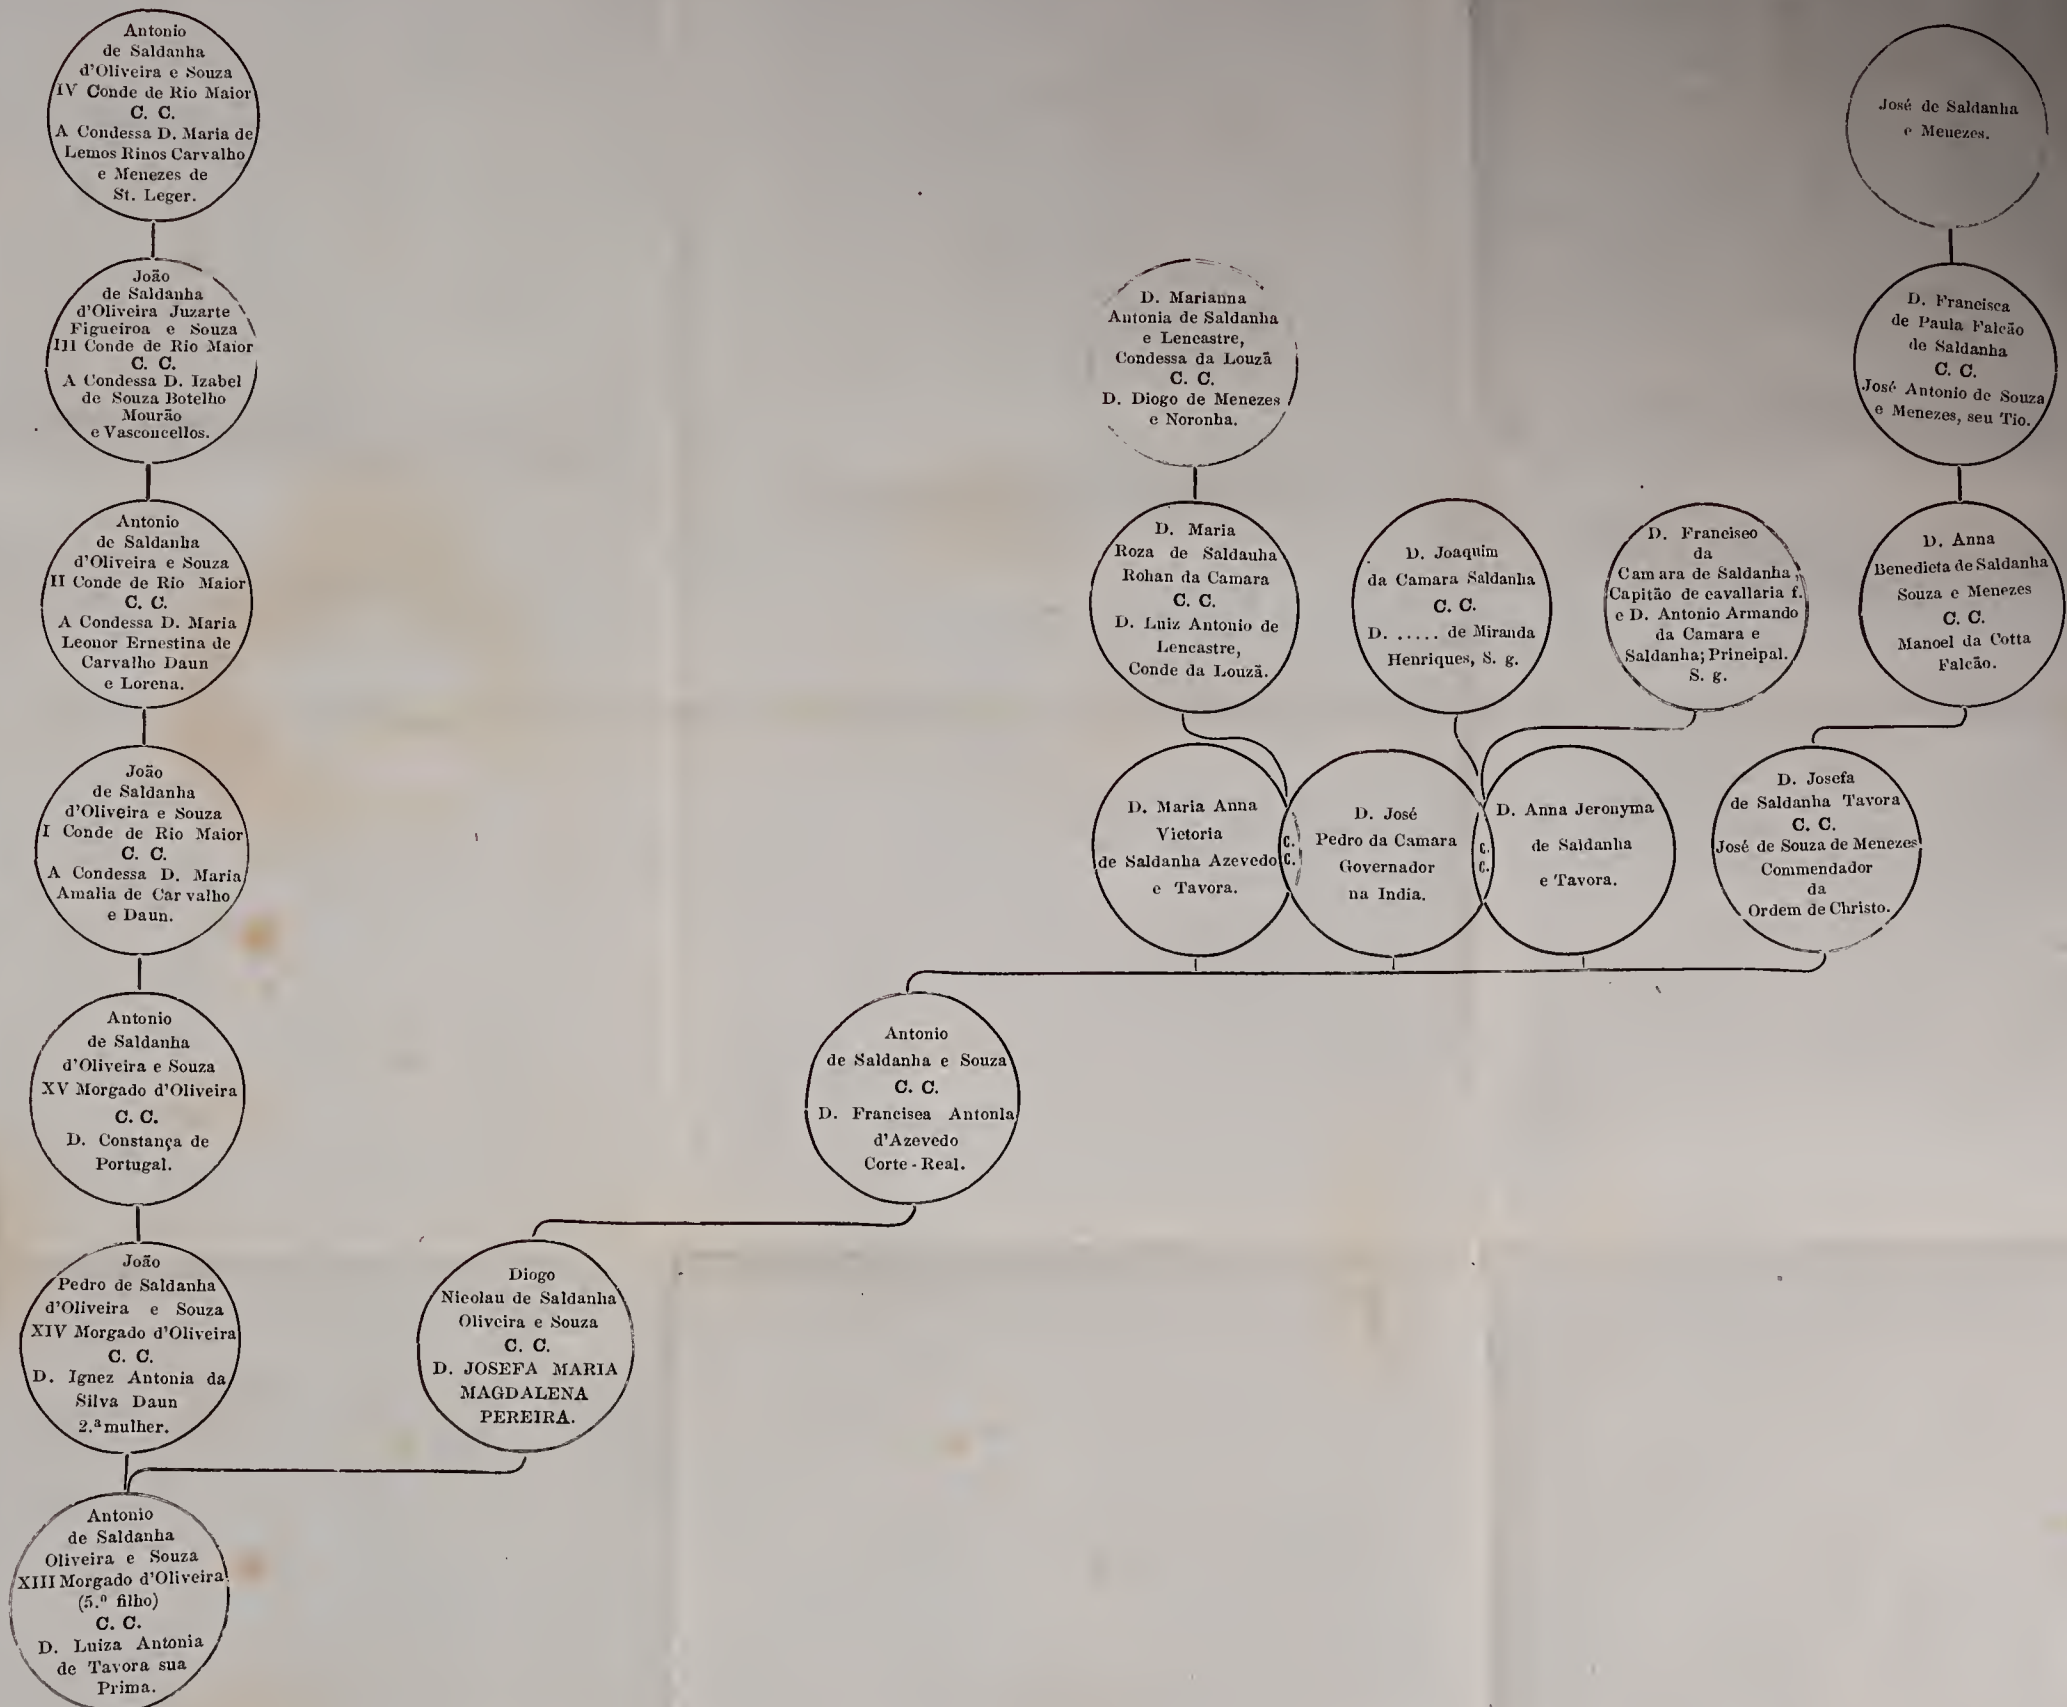 Antonio
de Saldanha
d'Oliveira e Souza
IV Conde de Rio Maior
C. C.
A Condessa D. Maria de
Lemos Rinos Carvalho
e Menezes de
St. Leger.
José de Saldanha
e Menezes.
João
de Saldanha
d'Oliveira Juzarte
Figueiroa e Souza
III Conde de Rio Maior
C. C.
A Condessa D. Izabel
de Souza Botelho
Mourão
e Vasconcellos.
D. Marianna
Antonia de Saldanha
e Lencastre,
Condessa da Louzã
C. C.
D. Diogo de Menezes
e Noronha.
D. Francisca
de Paula Falcão
de Saldanha
C. C.
José Antonio de Souza
e Menezes, seu Tio.
Antonio
de Saldanha
d'Oliveira e Souza
II Conde de Rio Maior
C. C.
A Condessa D. Maria
Leonor Ernestina de
Carvalho Daun
e Lorena.
D. Maria
Roza de Saldanha
Rohan da Camara
C. C.
D. Luiz Antonio de
Lencastre,
Conde da Louzã.
D. Joaquim
da Camara Saldanha
C. C.
D. ..... de Miranda
Henriques, S. g.
D. Francisco
da
Camara de Saldanha,
Capitão de cavallaria f.
e D. Antonio Armando
da Camara e
Saldanha; Principal.
S. g.
D. Anna
Benedicta de Saldanha
Souza e Menezes
C. C.
Manoel da Cotta
Falcão.
João
de Saldanha
d'Oliveira e Souza
I Conde de Rio Maior
C. C.
A Condessa D. Maria
Amalia de Carvalho
e Daun.
D. Maria Anna
Victoria
de Saldanha Azevedo
e Tavora.
C.
C.
D. José
Pedro da Camara
Governador
na India.
C.
C.
D. Anna Jeronyma
de Saldanha
e Tavora.
D. Josefa
de Saldanha Tavora
C. C.
José de Souza de Menezes
Commendador
da
Ordem de Christo.
Antonio
de Saldanha
d'Oliveira e Souza
XV Morgado d'Oliveira
C. C.
D. Constança de
Portugal.
Antonio
de Saldanha e Souza
C. C.
D. Francisca Antonia
d'Azevedo
Corte-Real.
João
Pedro de Saldanha
d'Oliveira e Souza
XIV Morgado d'Oliveira
C. C.
D. Ignez Antonia da
Silva Daun
2.ª mulher.
Diogo
Nicolau de Saldanha
Oliveira e Souza
C. C.
D. JOSEFA MARIA
MAGDALENA
PEREIRA.
Antonio
de Saldanha
Oliveira e Souza
XIII Morgado d'Oliveira
(5.º filho)
C. C.
D. Luiza Antonia
de Tavora sua
Prima.